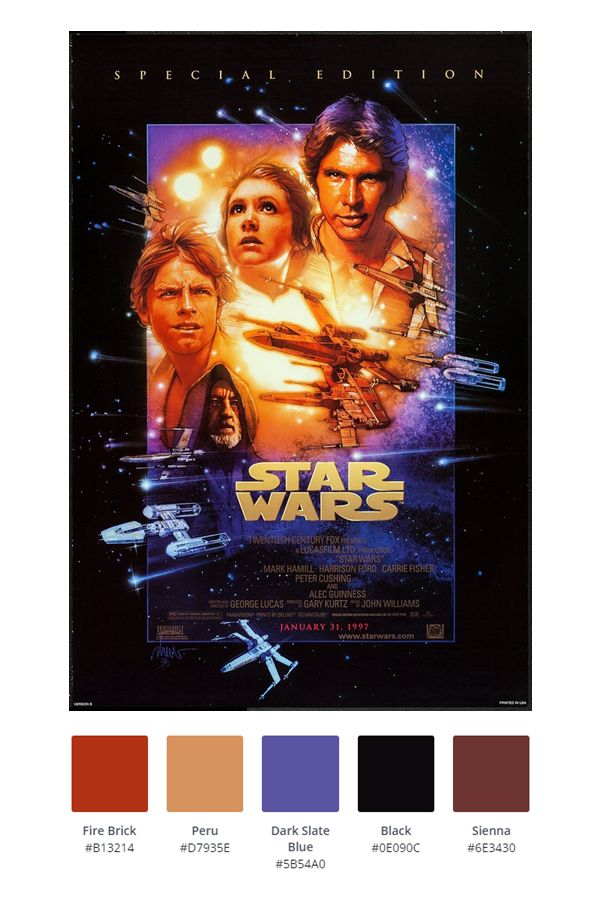 SPECIAL EDITION
STAR
WARS
TWENTIETH CENTURY FOX PRESENTS
A LUCASFILM LTD. PRODUCTION
"STAR WARS"
MARK HAMILL HARRISON FORD CARRIE FISHER
PETER CUSHING
AND
ALEC GUINNESS
GEORGE LUCAS GARY KURTZ JOHN WILLIAMS
JANUARY 31, 1997
www.starwars.com
VERSION B
PRINTED IN USA
Fire Brick
#B13214
Peru
#D7935E
Dark Slate
Blue
#5B54A0
Black
#0E090C
Sienna
#6E3430